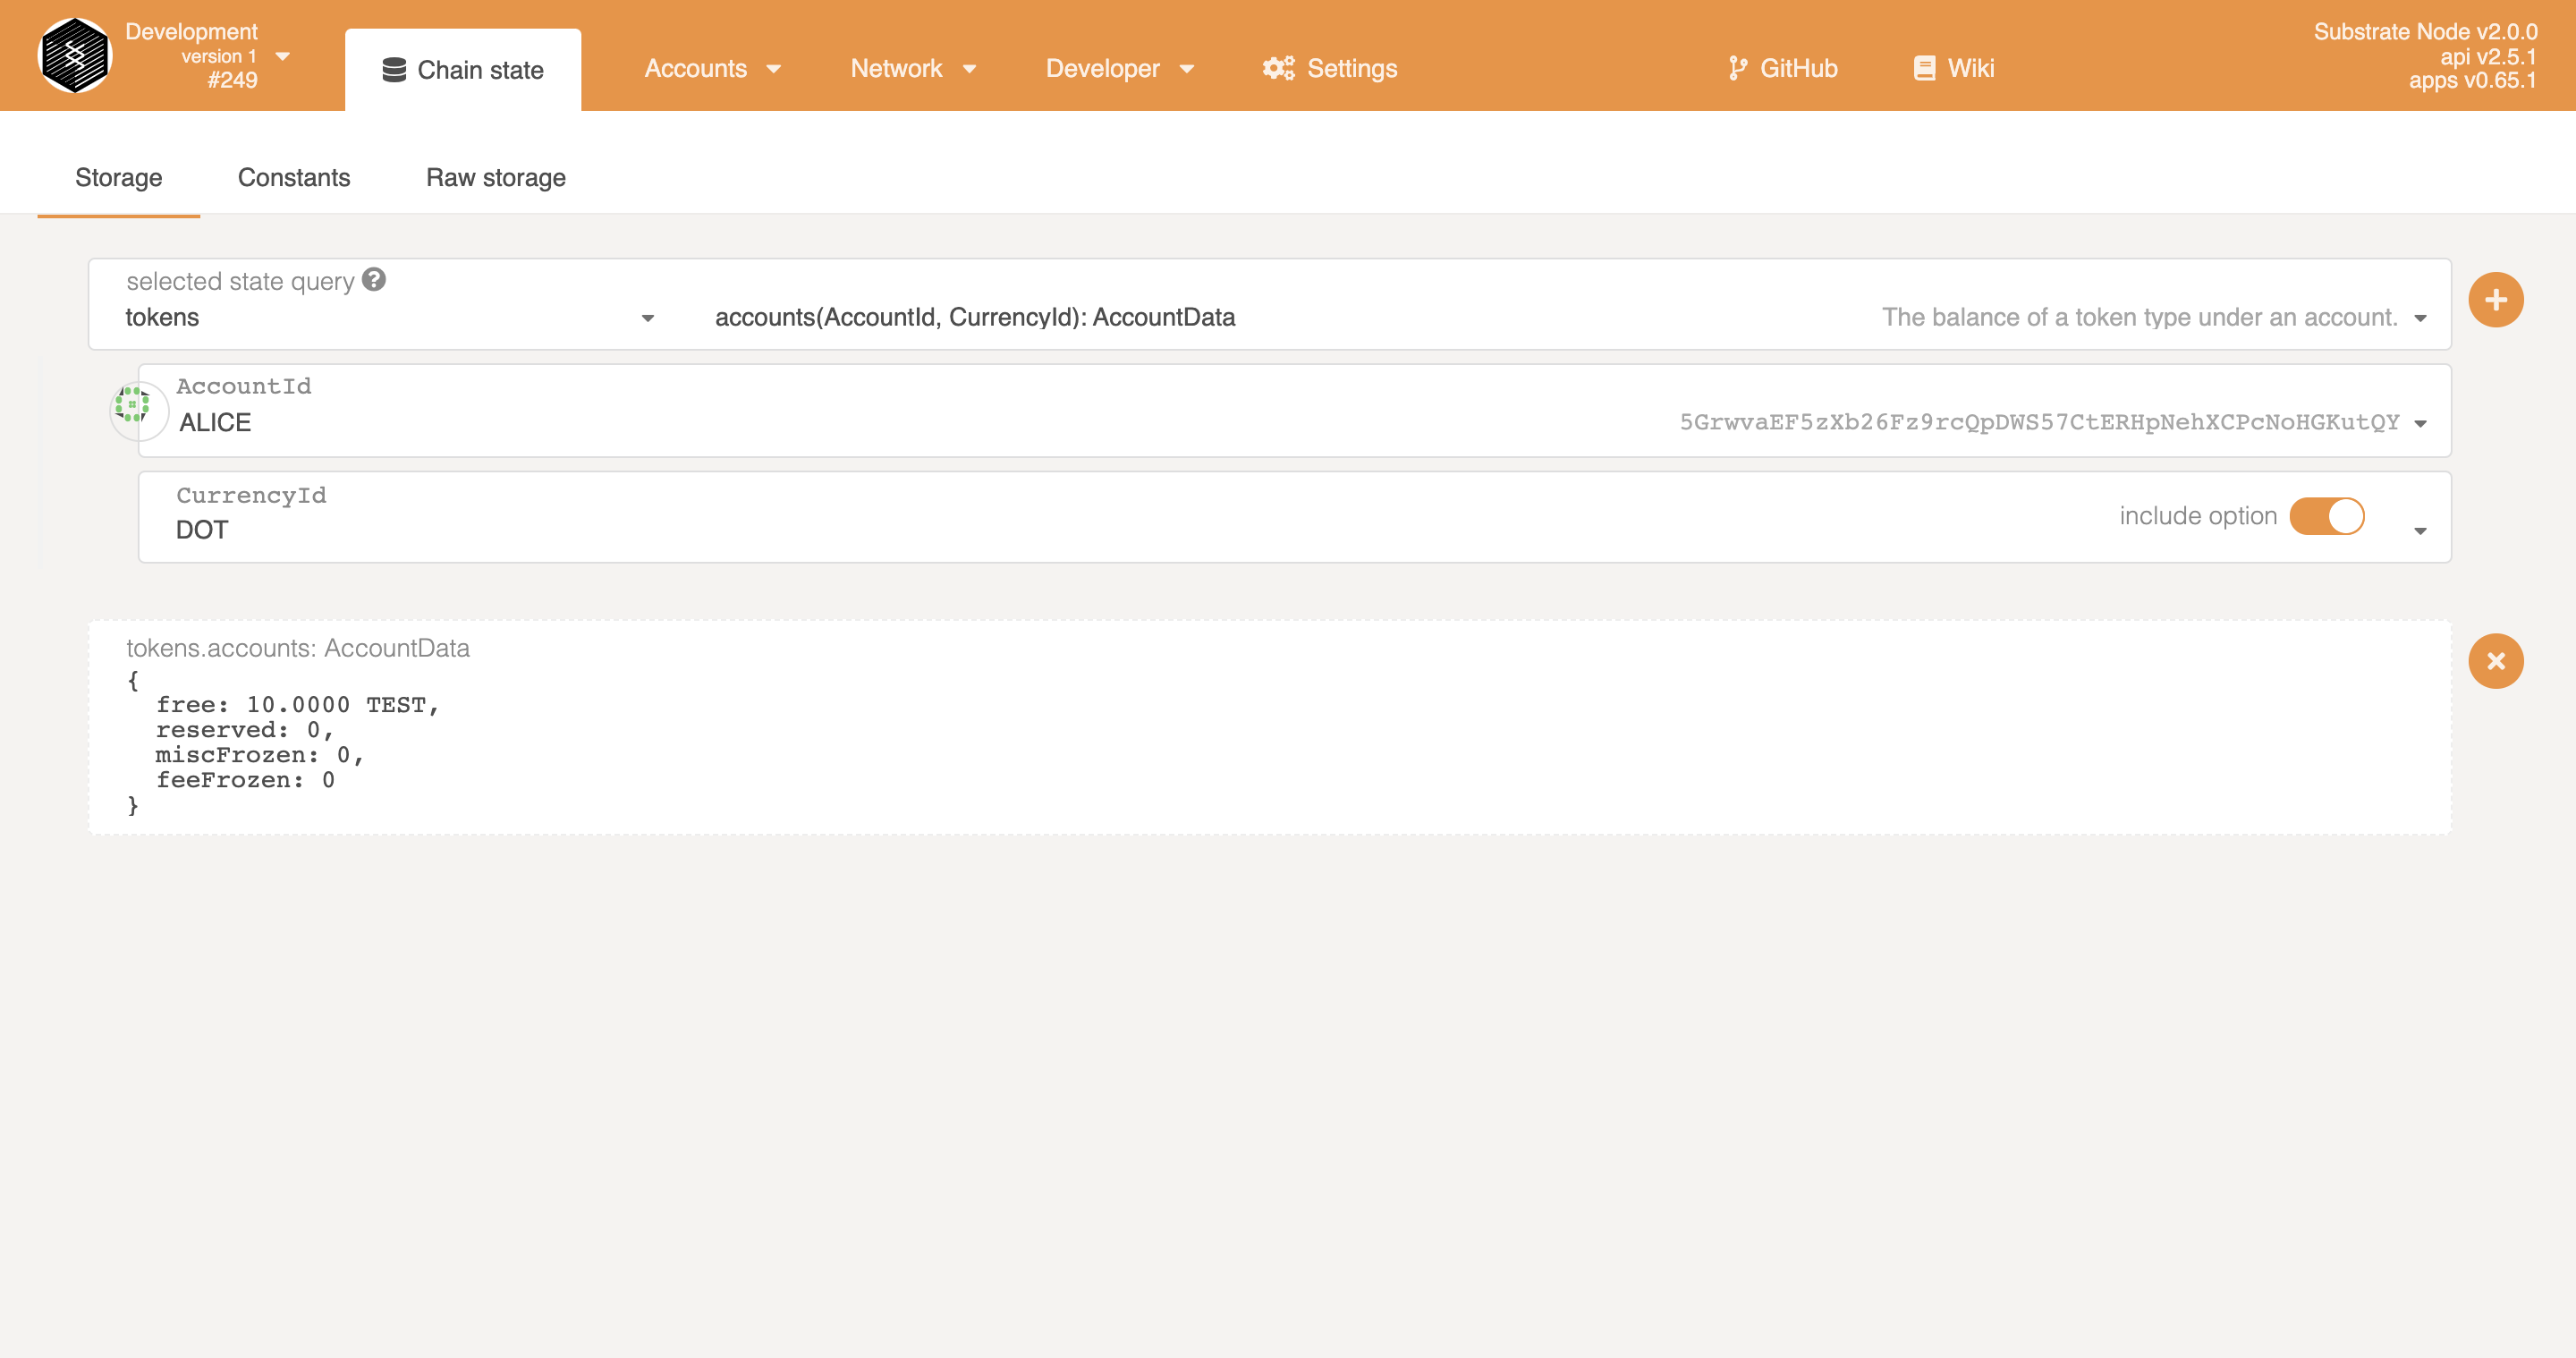 Development
version 1
#249
Chain state
Accounts
Network
Developer
Settings
GitHub
Wiki
Substrate Node v2.0.0
api v2.5.1
apps v0.65.1
Storage
Constants
Raw storage
selected state query
tokens
accounts(AccountId, CurrencyId): AccountData
The balance of a token type under an account.
AccountId
ALICE
5GrwvaEF5zXb26Fz9rcQpDWS57CtERHpNehXCPcNoHGKutQY
CurrencyId
DOT
include option
tokens.accounts: AccountData
{
free: 10.0000 TEST,
reserved: 0,
miscFrozen: 0,
feeFrozen: 0
}